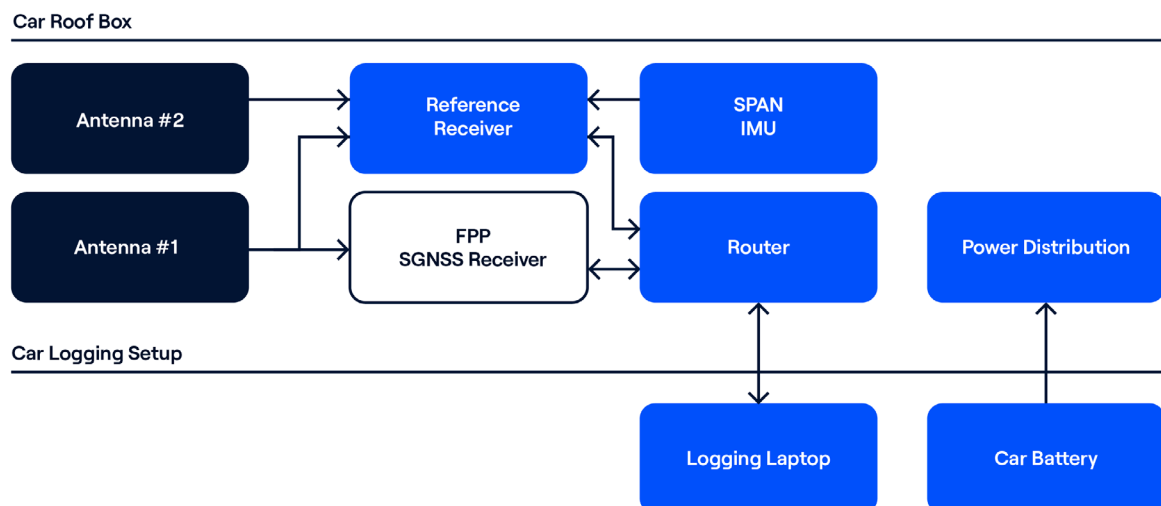 Car Roof Box
Antenna #2
Reference
Receiver
SPAN
IMU
Antenna #1
FPP
SGNSS Receiver
Router
Power Distribution
Car Logging Setup
Logging Laptop
Car Battery